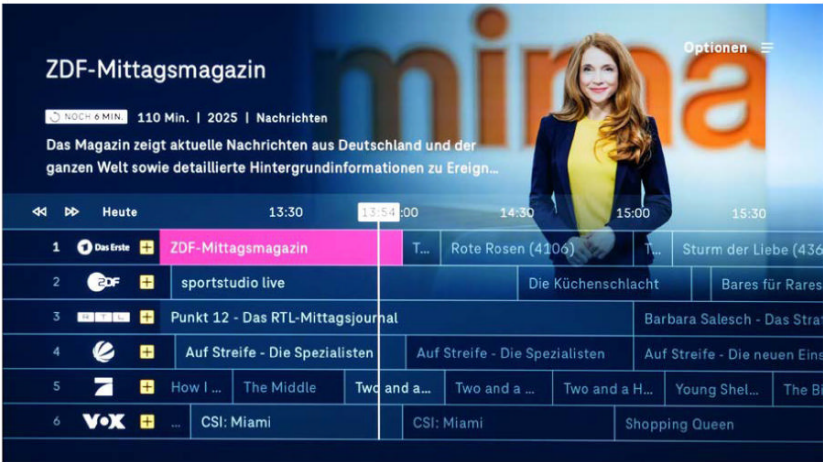 mima
Optionen
ZDF-Mittagsmagazin
NOCH 6 MIN. 110 Min. | 2025 | Nachrichten
Das Magazin zeigt aktuelle Nachrichten aus Deutschland und der
ganzen Welt sowie detaillierte Hintergrundinformationen zu Ereign...
Heute 13:30 13:54 :00 14:30 15:00 15:30
1 Das Erste ZDF-Mittagsmagazin T... Rote Rosen (4106) T... Sturm der Liebe (436
2 ZDF sportstudio live Die Küchenschlacht Bares für Rares
3 RTL Punkt 12 - Das RTL-Mittagsjournal Barbara Salesch - Das Stra
4 Auf Streife - Die Spezialisten Auf Streife - Die Spezialisten Auf Streife - Die neuen Eins
5 How I ... The Middle Two and a... Two and a ... Two and a H... Young Shel... The Bi
6 VOX ... CSI: Miami CSI: Miami Shopping Queen